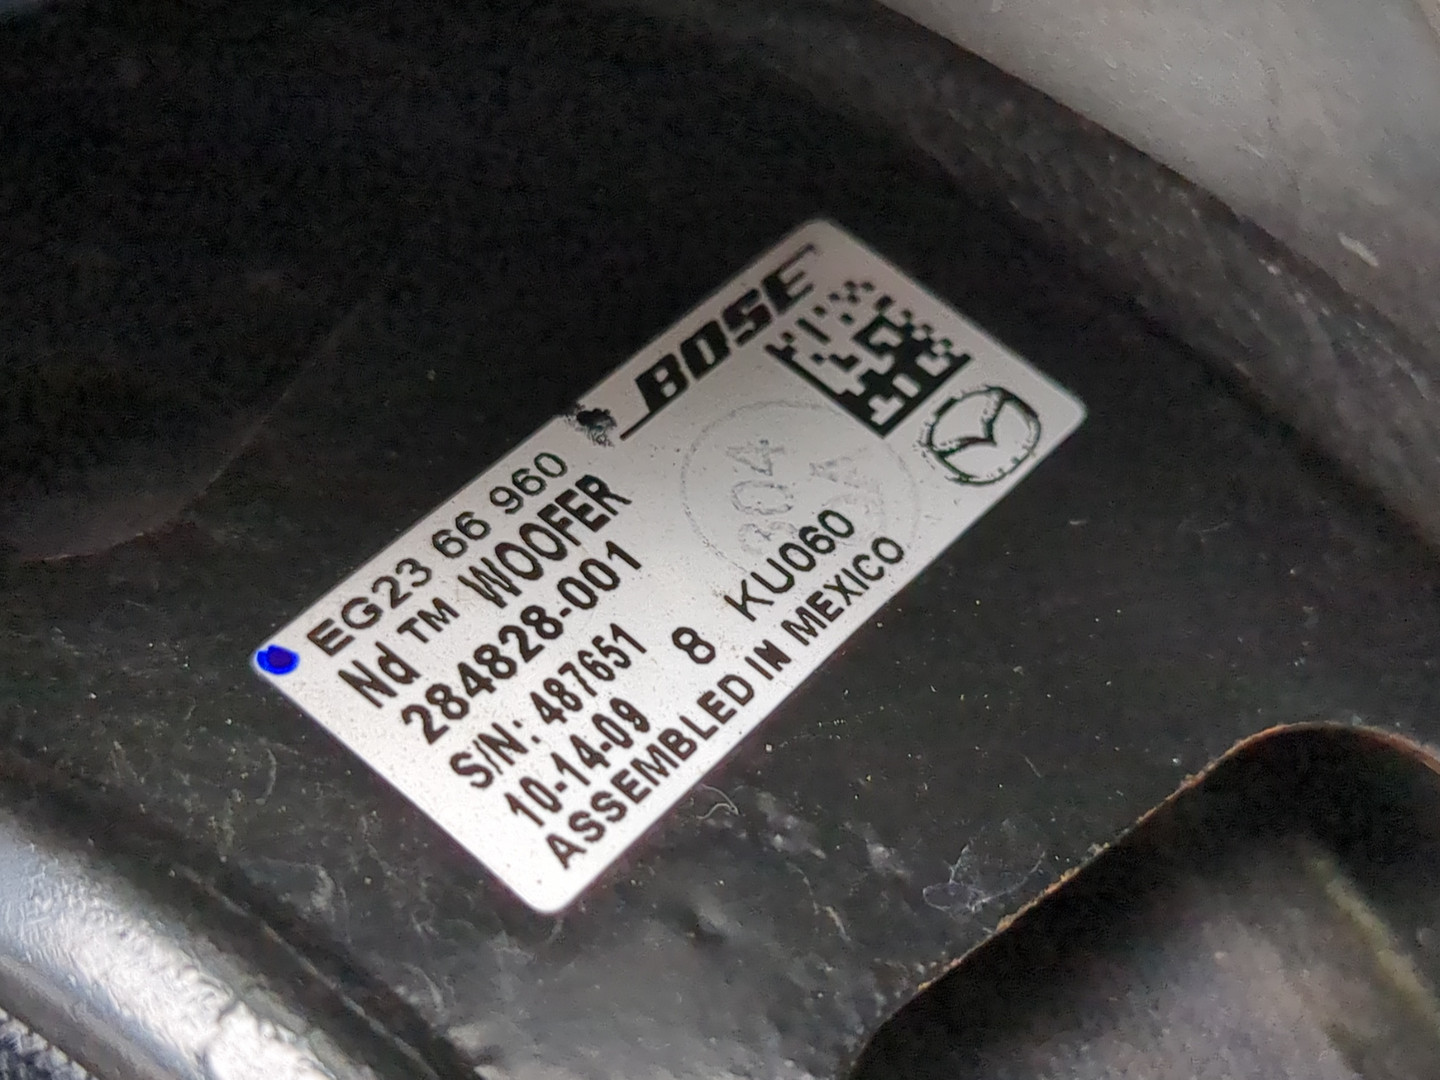 BOSE
EG23 66 960
Nd ™ WOOFER
284828-001
S/N: 487651
10-14-09 8 KU060
ASSEMBLED IN MEXICO